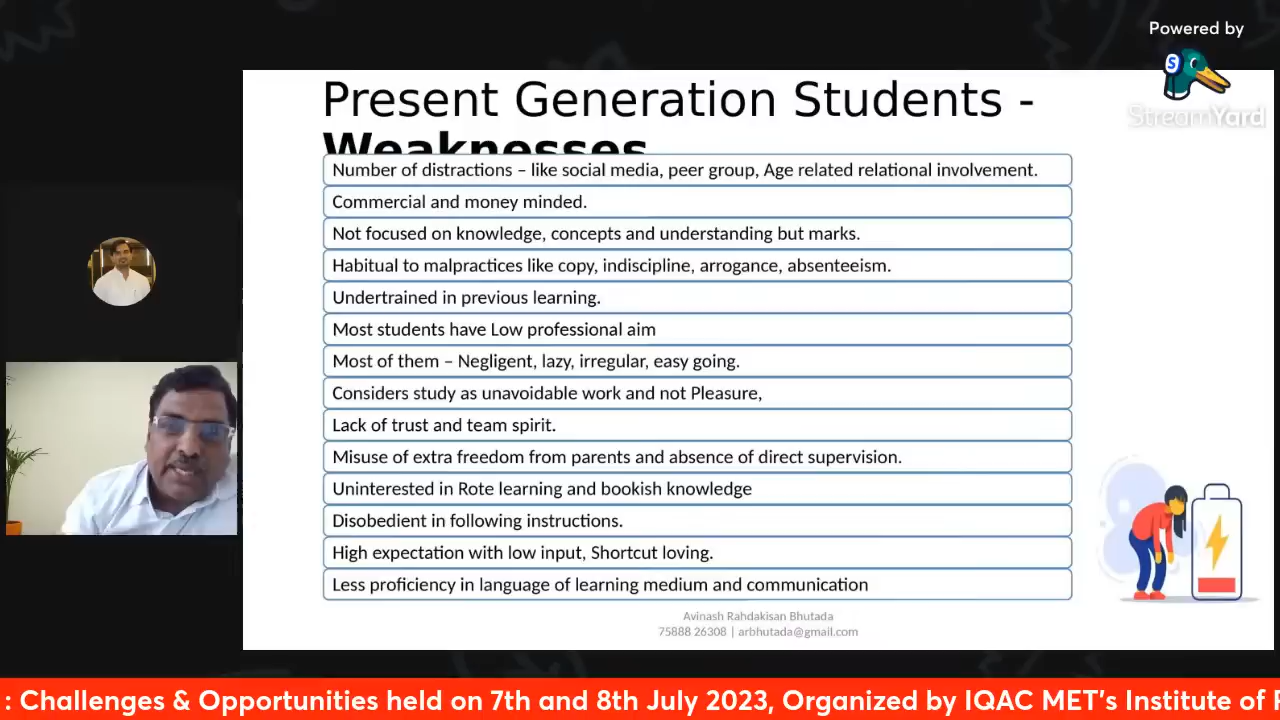 Powered by
StreamYard
Present Generation Students -
Weaknesses
Number of distractions – like social media, peer group, Age related relational involvement.
Commercial and money minded.
Not focused on knowledge, concepts and understanding but marks.
Habitual to malpractices like copy, indiscipline, arrogance, absenteeism.
Undertrained in previous learning.
Most students have Low professional aim
Most of them – Negligent, lazy, irregular, easy going.
Considers study as unavoidable work and not Pleasure,
Lack of trust and team spirit.
Misuse of extra freedom from parents and absence of direct supervision.
Uninterested in Rote learning and bookish knowledge
Disobedient in following instructions.
High expectation with low input, Shortcut loving.
Less proficiency in language of learning medium and communication
Avinash Rahdakisan Bhutada
75888 26308 | arbhutada@gmail.com
: Challenges & Opportunities held on 7th and 8th July 2023, Organized by IQAC MET's Institute of